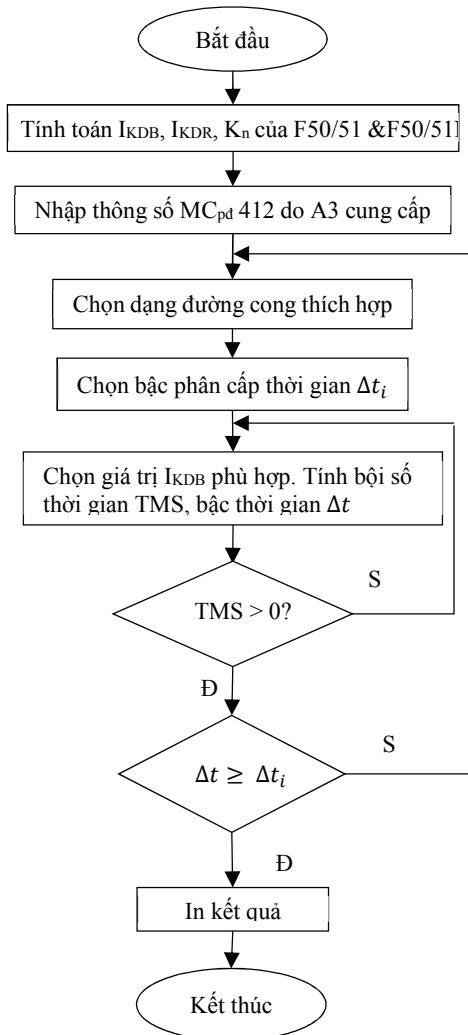 Bắt đầu
Tính toán IKDB, IKDR, Kn của F50/51 &F50/51
Nhập thông số MCpđ 412 do A3 cung cấp
Chọn dạng đường cong thích hợp
Chọn bậc phân cấp thời gian Δti
Chọn giá trị IKDB phù hợp. Tính bội số
thời gian TMS, bậc thời gian Δt
S
TMS > 0?
Đ
S
Δt ≥ Δti
Đ
In kết quả
Kết thúc